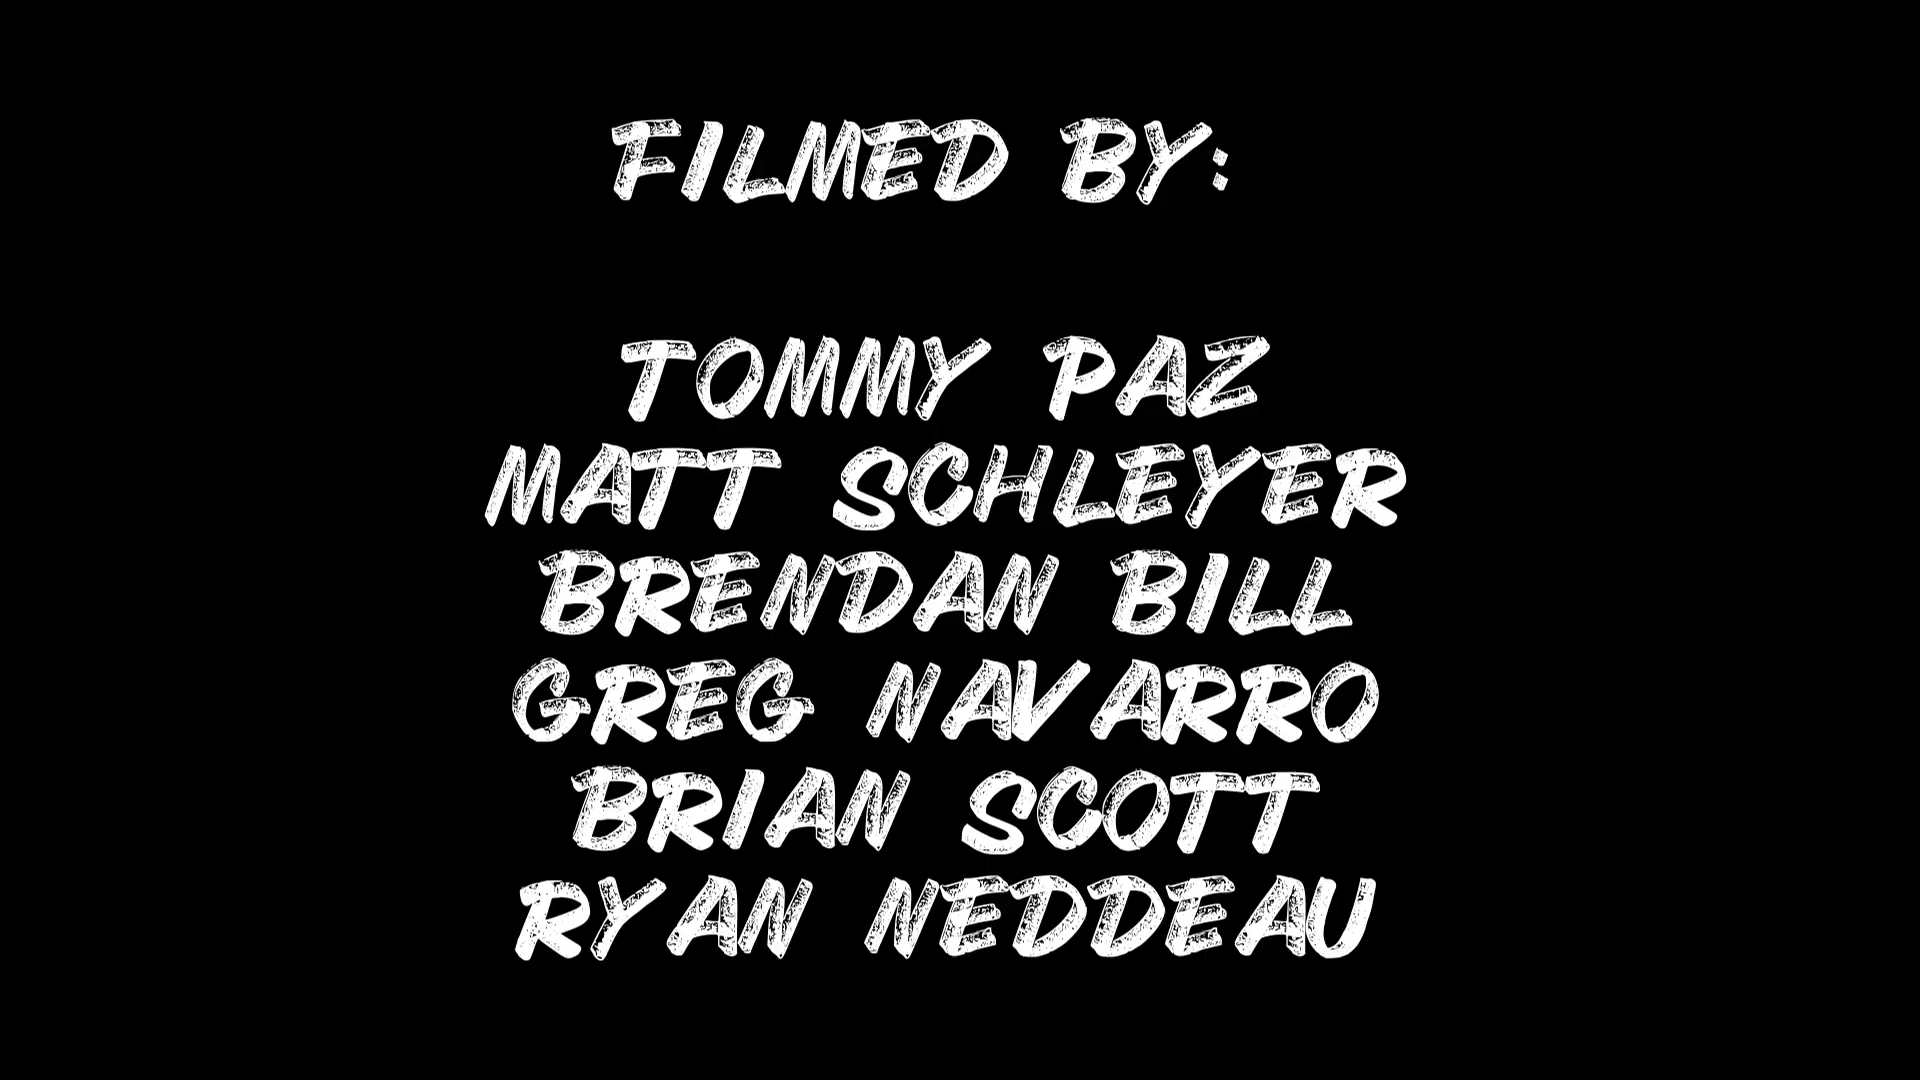 FILMED BY:
TOMMY PAZ
MATT SCHLEYER
BRENDAN BILL
GREG NAVARRO
BRIAN SCOTT
RYAN NEDDEAU